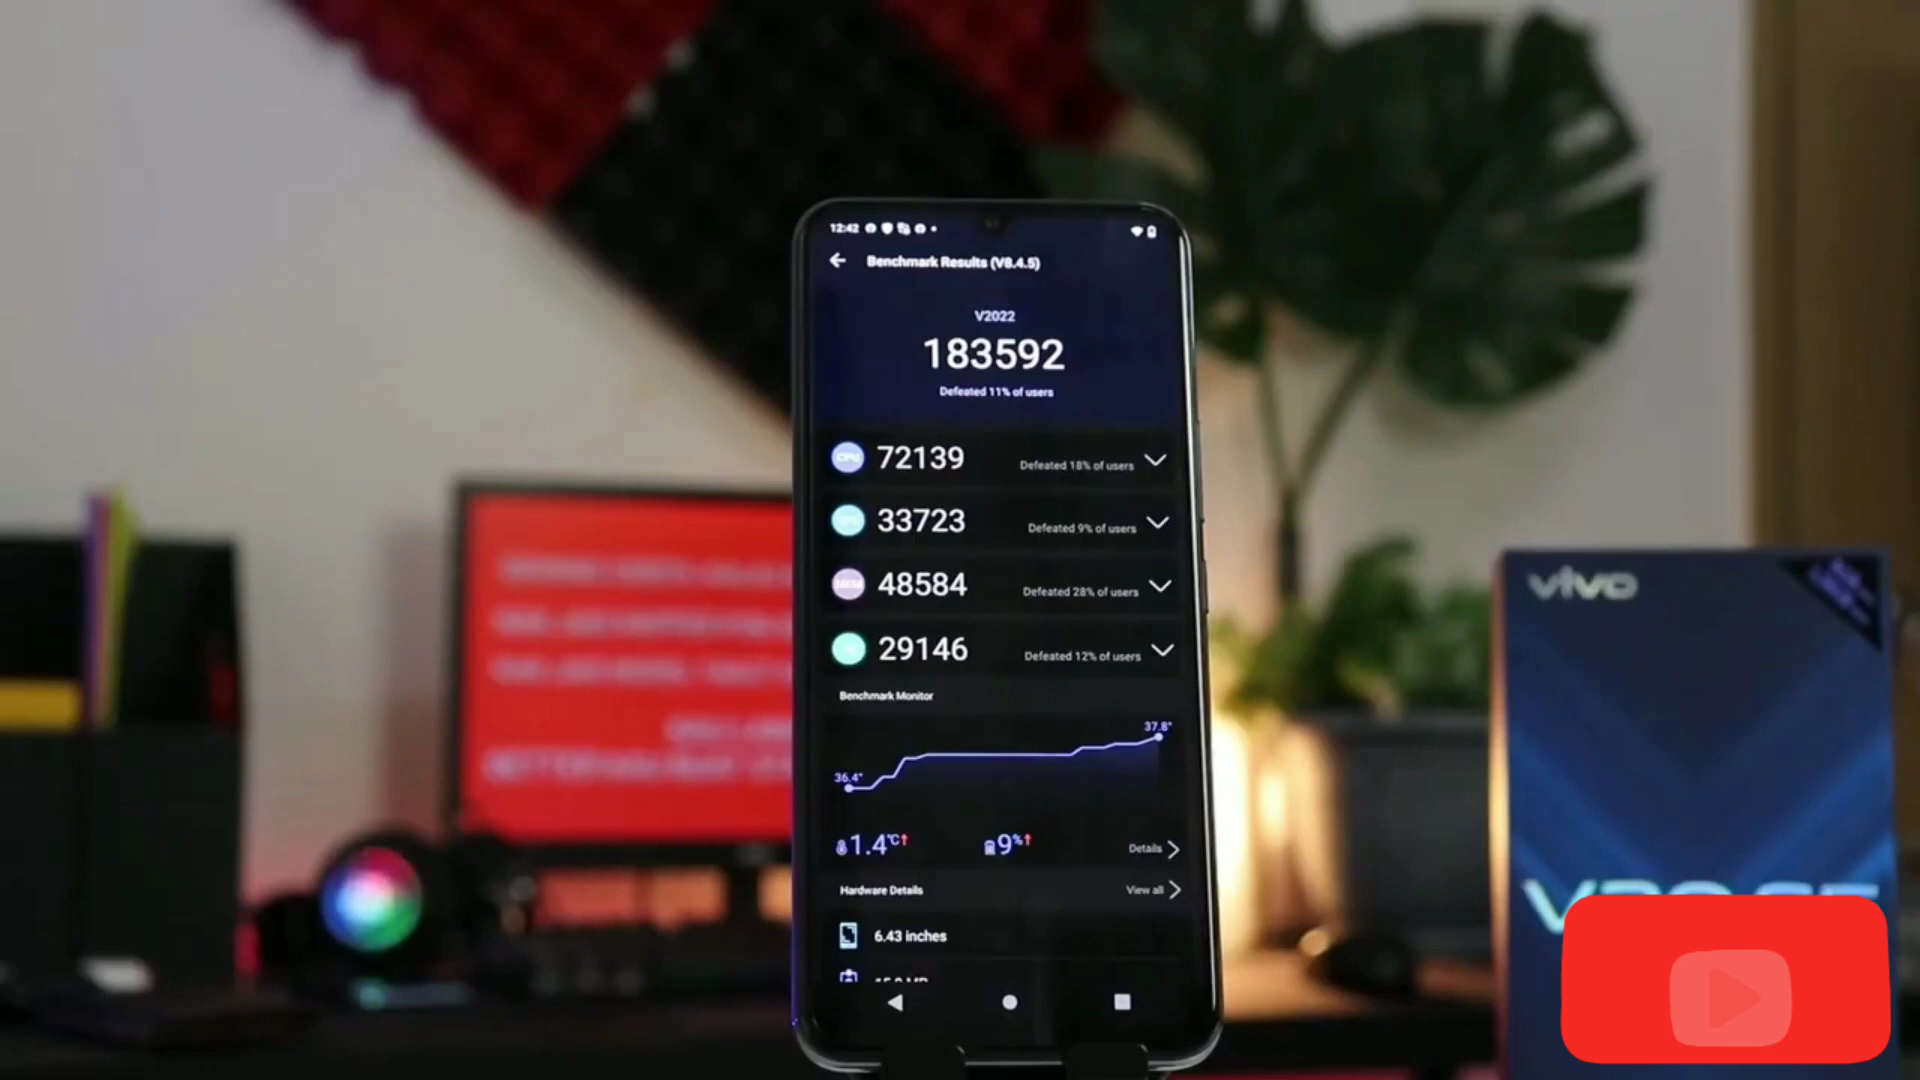 12:42
Benchmark Results (V8.4.5)
V2022
183592
Defeated 11% of users
CPU 72139 Defeated 18% of users
33723 Defeated 9% of users
MEM 48584 Defeated 28% of users
29146 Defeated 12% of users
Benchmark Monitor
37.8°
36.4°
1.4°C↑ 9%↑ Details
Hardware Details View all
6.43 inches
vivo